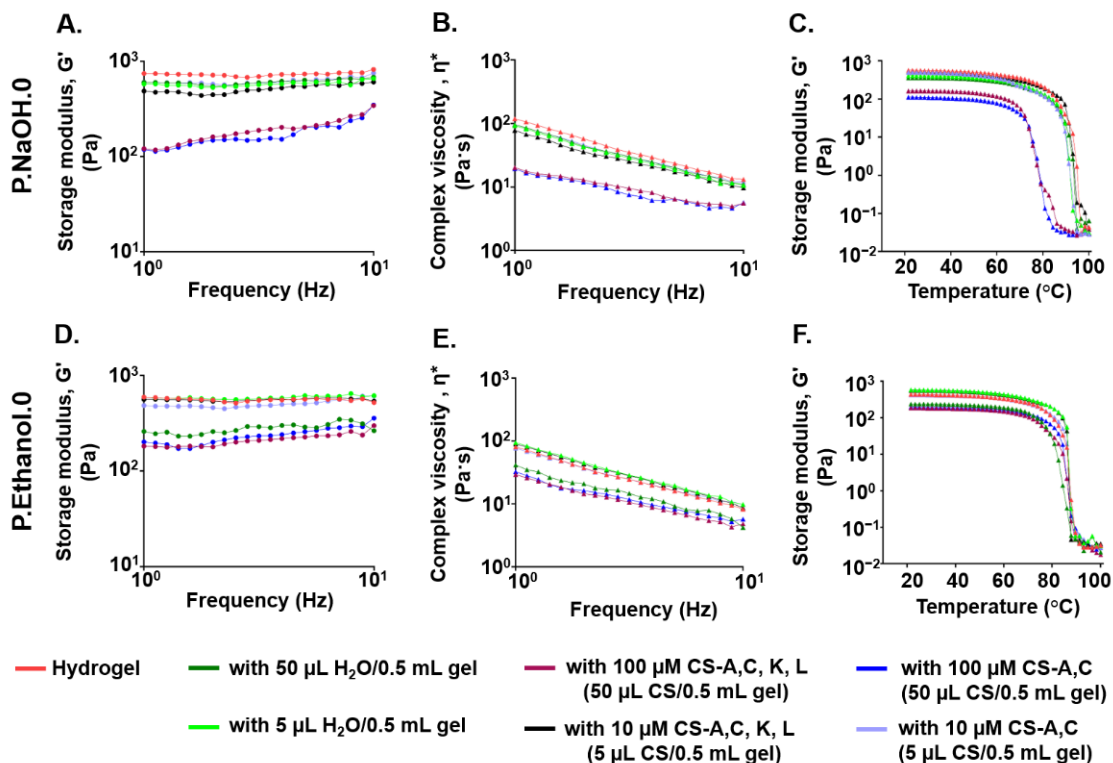 A.
B.
C.
P.NaOH.0
Storage modulus, G'
(Pa)
10³
10²
10¹
10⁰
10¹
Frequency (Hz)
Complex viscosity , η*
(Pa·s)
10³
10²
10¹
10⁰
10⁰
10¹
Frequency (Hz)
Storage modulus, G'
(Pa)
10³
10²
10¹
10⁰
10⁻¹
10⁻²
20 40 60 80 100
Temperature (°C)
D.
E.
F.
P.Ethanol.0
Storage modulus, G'
(Pa)
10³
10²
10¹
10⁰
10¹
Frequency (Hz)
Complex viscosity , η*
(Pa·s)
10³
10²
10¹
10⁰
10⁰
10¹
Frequency (Hz)
Storage modulus, G'
(Pa)
10³
10²
10¹
10⁰
10⁻¹
10⁻²
20 40 60 80 100
Temperature (°C)
Hydrogel
with 50 µL H₂O/0.5 mL gel
with 5 µL H₂O/0.5 mL gel
with 100 µM CS-A,C, K, L
(50 µL CS/0.5 mL gel)
with 10 µM CS-A,C, K, L
(5 µL CS/0.5 mL gel)
with 100 µM CS-A,C
(50 µL CS/0.5 mL gel)
with 10 µM CS-A,C
(5 µL CS/0.5 mL gel)